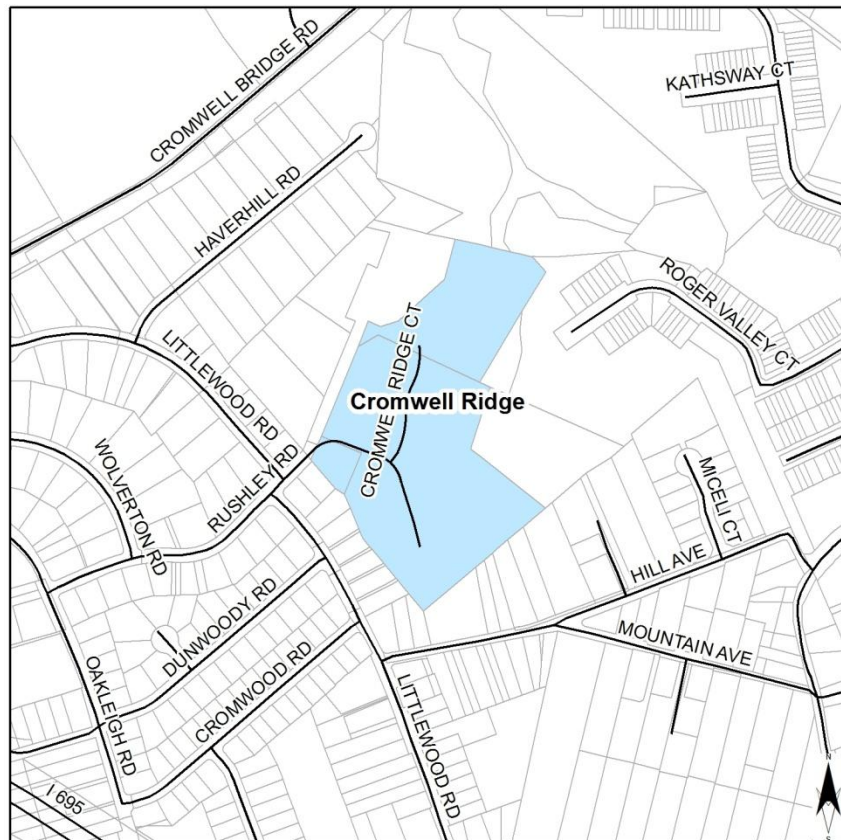 CROMWELL BRIDGE RD
KATHSWAY CT
HAVERHILL RD
ROGER VALLEY CT
CROMWELL RIDGE CT
LITTLEWOOD RD
Cromwell Ridge
WOLVERTON RD
RUSHLEY RD
MICELI CT
HILL AVE
DUNWOODY RD
MOUNTAIN AVE
CROMWOOD RD
OAKLEIGH RD
LITTLEWOOD RD
I 695
N
S